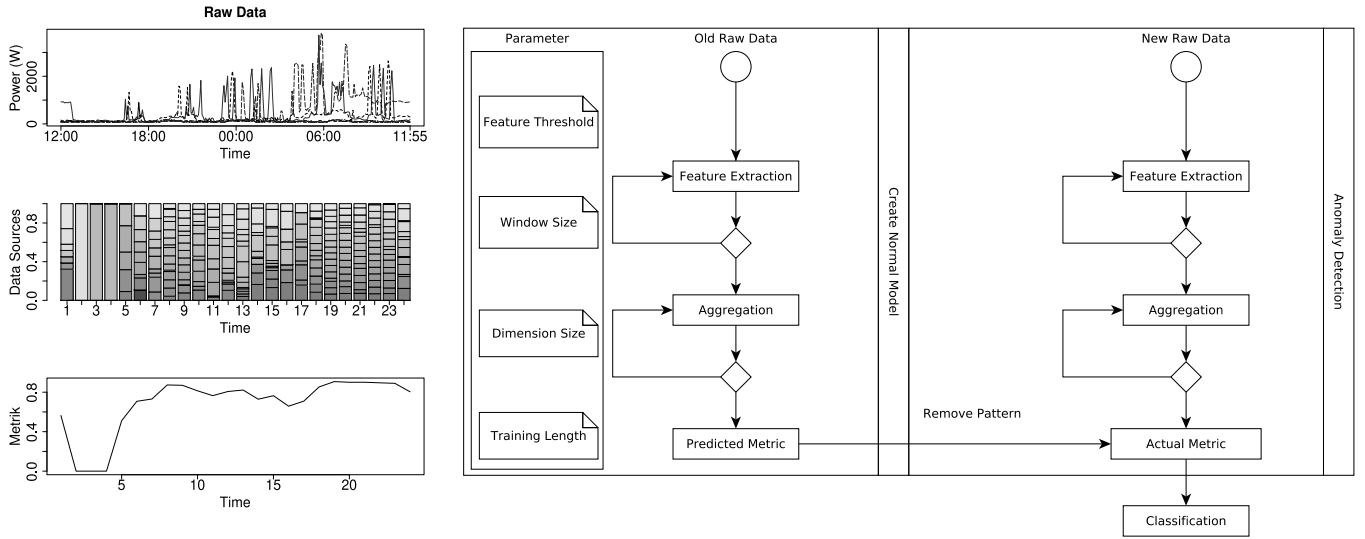 Raw Data
Power (W)
2000
0
12:00 18:00 00:00 06:00 11:55
Time
Data Sources
0.8
0.4
0.0
1 3 5 7 9 11 13 15 17 19 21 23
Time
Metrik
0.8
0.4
0.0
5 10 15 20
Time
Parameter
Feature Threshold
Window Size
Dimension Size
Training Length
Old Raw Data
Feature Extraction
Aggregation
Predicted Metric
Create Normal Model
Remove Pattern
New Raw Data
Feature Extraction
Aggregation
Actual Metric
Classification
Anomaly Detection